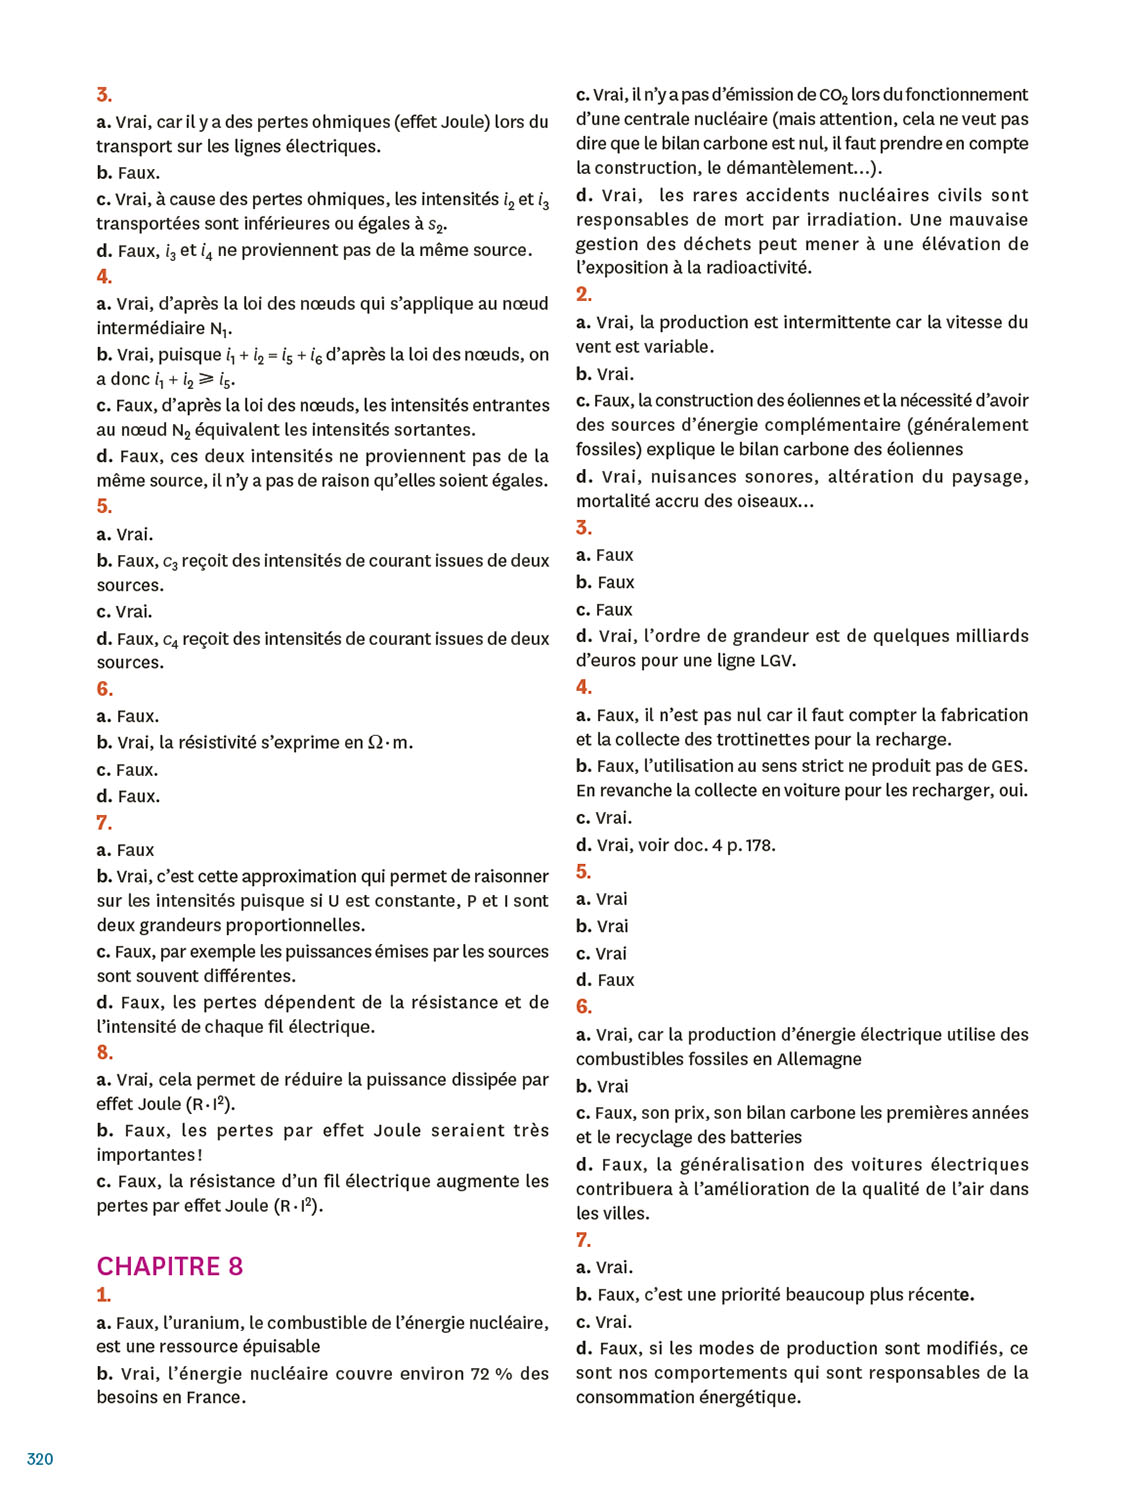 3.
a. Vrai, car il y a des pertes ohmiques (effet Joule) lors du
transport sur les lignes électriques.
b. Faux.
c. Vrai, à cause des pertes ohmiques, les intensités i₂ et i₃
transportées sont inférieures ou égales à s₂.
d. Faux, i₃ et i₄ ne proviennent pas de la même source.
4.
a. Vrai, d'après la loi des nœuds qui s'applique au nœud
intermédiaire N₁.
b. Vrai, puisque i₁ + i₂ = i₅ + i₆ d'après la loi des nœuds, on
a donc i₁ + i₂ ⩾ i₅.
c. Faux, d'après la loi des nœuds, les intensités entrantes
au nœud N₂ équivalent les intensités sortantes.
d. Faux, ces deux intensités ne proviennent pas de la
même source, il n'y a pas de raison qu'elles soient égales.
5.
a. Vrai.
b. Faux, c₃ reçoit des intensités de courant issues de deux
sources.
c. Vrai.
d. Faux, c₄ reçoit des intensités de courant issues de deux
sources.
6.
a. Faux.
b. Vrai, la résistivité s'exprime en Ω·m.
c. Faux.
d. Faux.
7.
a. Faux
b. Vrai, c'est cette approximation qui permet de raisonner
sur les intensités puisque si U est constante, P et I sont
deux grandeurs proportionnelles.
c. Faux, par exemple les puissances émises par les sources
sont souvent différentes.
d. Faux, les pertes dépendent de la résistance et de
l'intensité de chaque fil électrique.
8.
a. Vrai, cela permet de réduire la puissance dissipée par
effet Joule (R·I²).
b. Faux, les pertes par effet Joule seraient très
importantes !
c. Faux, la résistance d'un fil électrique augmente les
pertes par effet Joule (R·I²).
CHAPITRE 8
1.
a. Faux, l'uranium, le combustible de l'énergie nucléaire,
est une ressource épuisable
b. Vrai, l'énergie nucléaire couvre environ 72 % des
besoins en France.
c. Vrai, il n'y a pas d'émission de CO₂ lors du fonctionnement
d'une centrale nucléaire (mais attention, cela ne veut pas
dire que le bilan carbone est nul, il faut prendre en compte
la construction, le démantèlement…).
d. Vrai, les rares accidents nucléaires civils sont
responsables de mort par irradiation. Une mauvaise
gestion des déchets peut mener à une élévation de
l'exposition à la radioactivité.
2.
a. Vrai, la production est intermittente car la vitesse du
vent est variable.
b. Vrai.
c. Faux, la construction des éoliennes et la nécessité d'avoir
des sources d'énergie complémentaire (généralement
fossiles) explique le bilan carbone des éoliennes
d. Vrai, nuisances sonores, altération du paysage,
mortalité accru des oiseaux…
3.
a. Faux
b. Faux
c. Faux
d. Vrai, l'ordre de grandeur est de quelques milliards
d'euros pour une ligne LGV.
4.
a. Faux, il n'est pas nul car il faut compter la fabrication
et la collecte des trottinettes pour la recharge.
b. Faux, l'utilisation au sens strict ne produit pas de GES.
En revanche la collecte en voiture pour les recharger, oui.
c. Vrai.
d. Vrai, voir doc. 4 p. 178.
5.
a. Vrai
b. Vrai
c. Vrai
d. Faux
6.
a. Vrai, car la production d'énergie électrique utilise des
combustibles fossiles en Allemagne
b. Vrai
c. Faux, son prix, son bilan carbone les premières années
et le recyclage des batteries
d. Faux, la généralisation des voitures électriques
contribuera à l'amélioration de la qualité de l'air dans
les villes.
7.
a. Vrai.
b. Faux, c'est une priorité beaucoup plus récente.
c. Vrai.
d. Faux, si les modes de production sont modifiés, ce
sont nos comportements qui sont responsables de la
consommation énergétique.
320